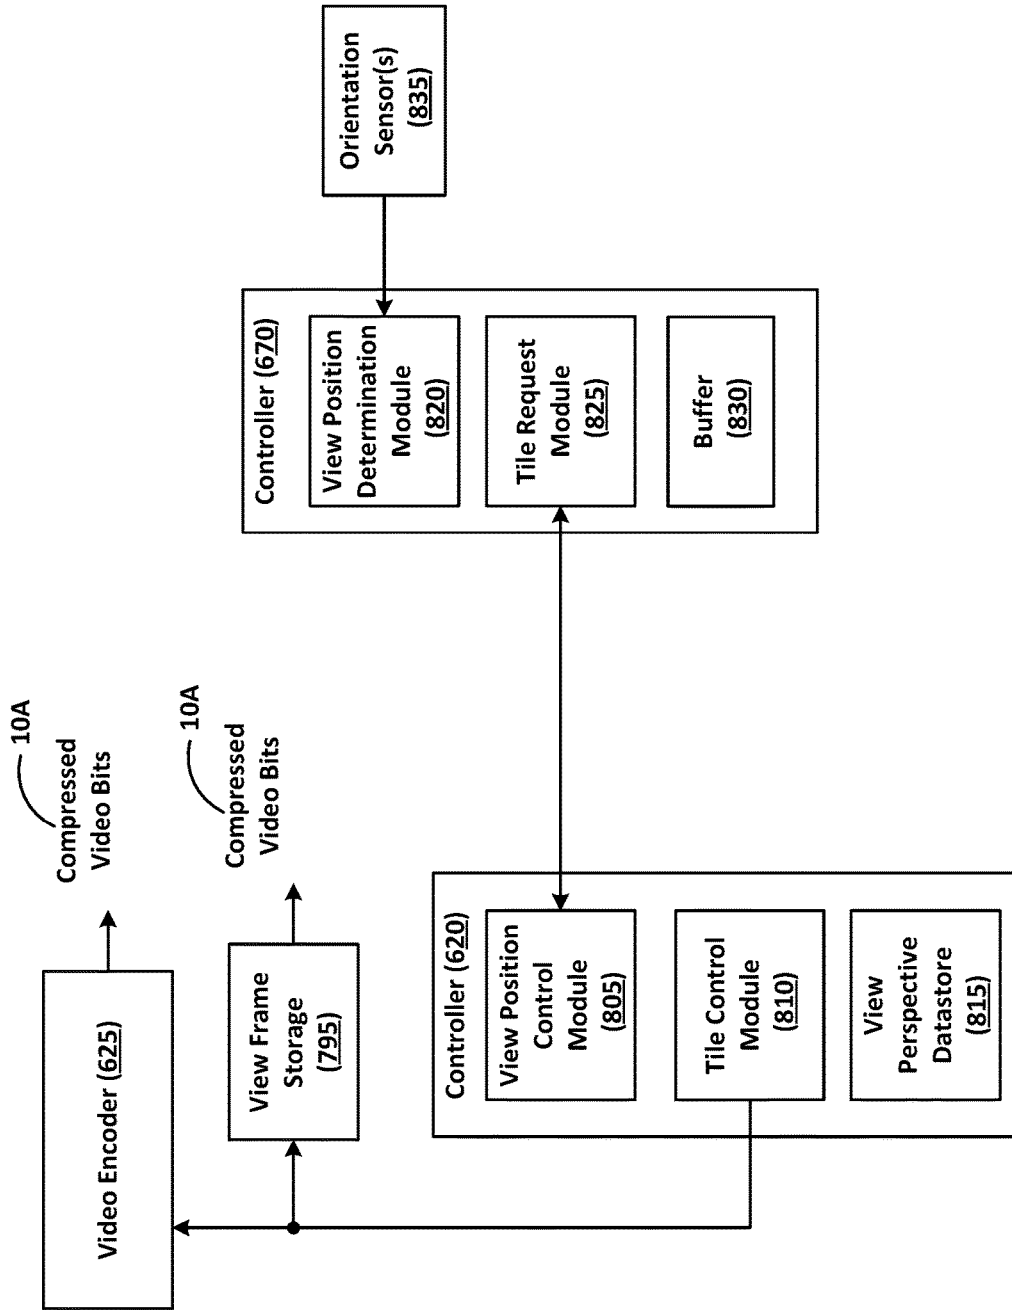 Video Encoder (625)
10A
Compressed
Video Bits
View Frame
Storage
(795)
10A
Compressed
Video Bits
Controller (620)
View Position
Control
Module
(805)
Tile Control
Module
(810)
View
Perspective
Datastore
(815)
Controller (670)
View Position
Determination
Module
(820)
Tile Request
Module
(825)
Buffer
(830)
Orientation
Sensor(s)
(835)